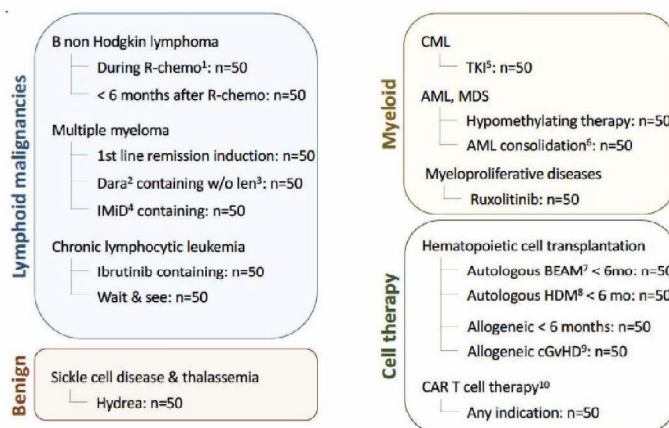 Lymphoid malignancies
B non Hodgkin lymphoma
During R-chemo¹: n=50
< 6 months after R-chemo: n=50
Multiple myeloma
1st line remission induction: n=50
Dara² containing w/o len³: n=50
IMiD⁴ containing: n=50
Chronic lymphocytic leukemia
Ibrutinib containing: n=50
Wait & see: n=50
Benign
Sickle cell disease & thalassemia
Hydrea: n=50
Myeloid
CML
TKI⁵: n=50
AML, MDS
Hypomethylating therapy: n=50
AML consolidation⁶: n=50
Myeloproliferative diseases
Ruxolitinib: n=50
Cell therapy
Hematopoietic cell transplantation
Autologous BEAM⁷ < 6mo: n=50
Autologous HDM⁸ < 6 mo: n=50
Allogeneic < 6 months: n=50
Allogeneic cGvHD⁹: n=50
CAR T cell therapy¹⁰
Any indication: n=50